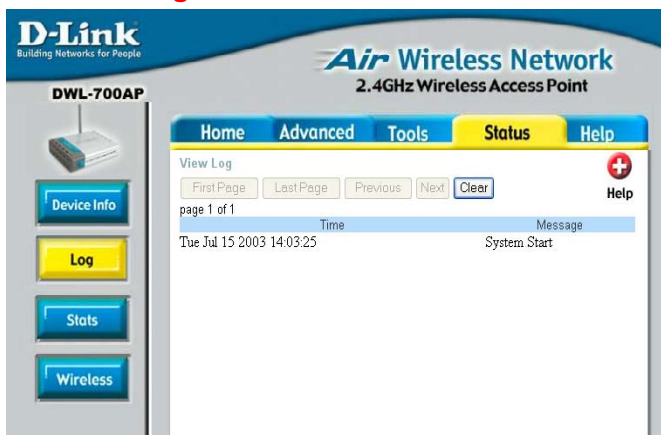 D-Link
Building Networks for People
Air Wireless Network
2.4GHz Wireless Access Point
DWL-700AP
Home Advanced Tools Status Help
Device Info
Log
Stats
Wireless
View Log
First Page Last Page Previous Next Clear
Help
page 1 of 1
Time Message
Tue Jul 15 2003 14:03:25 System Start